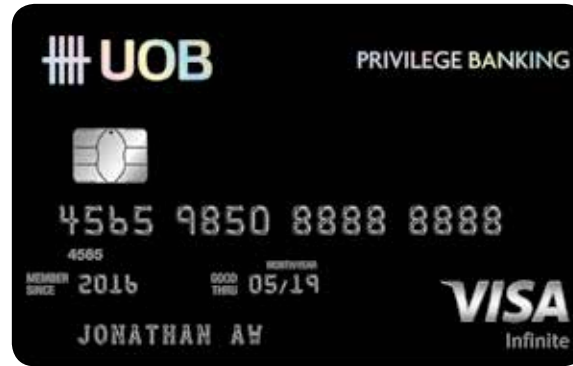 UOB PRIVILEGE BANKING
4565 9850 8888 8888
4565
MONTH/YEAR
MEMBER SINCE 2016 GOOD THRU 05/19
VISA
JONATHAN AW Infinite